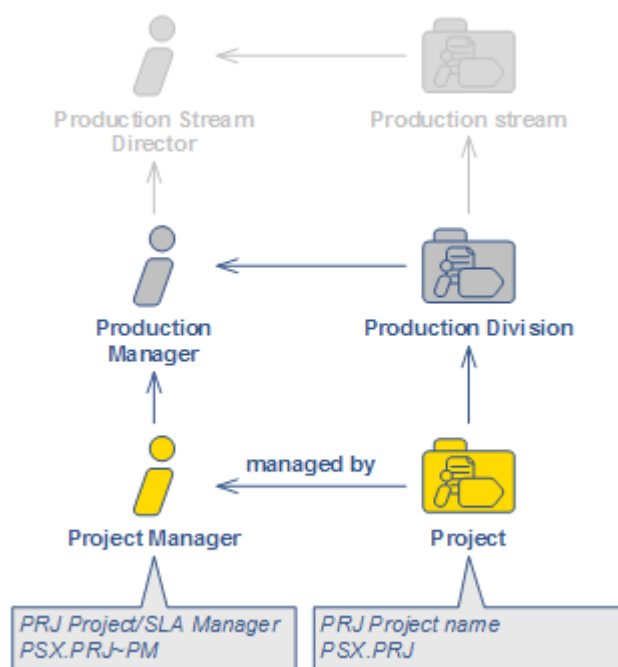 Production Stream
Director
Production stream
Production
Manager
Production Division
managed by
Project Manager
Project
PRJ Project/SLA Manager
PSX.PRJ~PM
PRJ Project name
PSX.PRJ